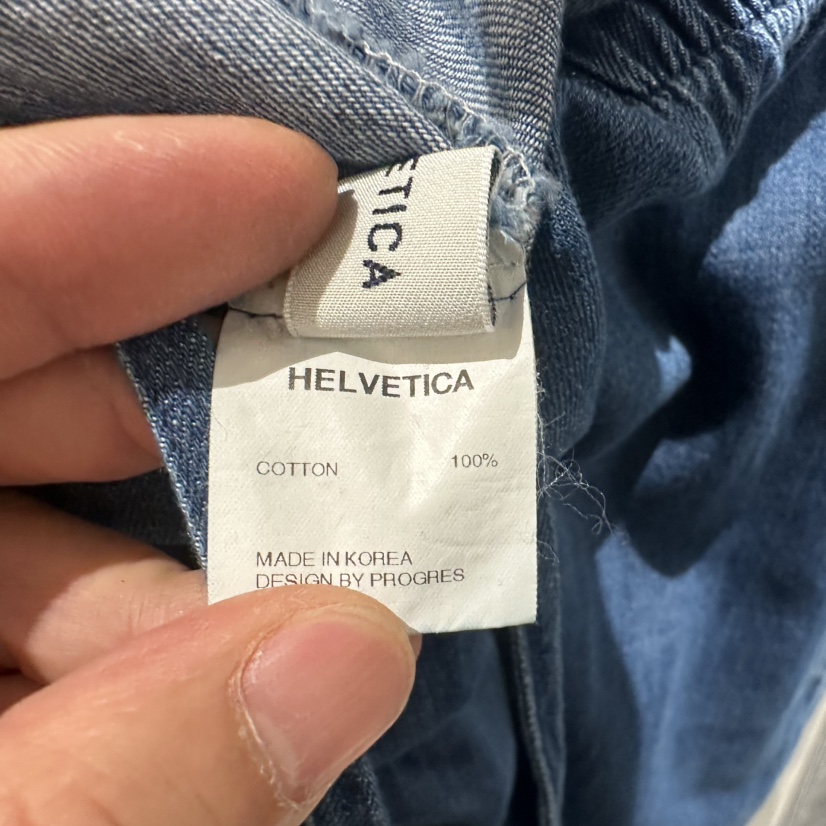 ETICA
HELVETICA
COTTON 100%
MADE IN KOREA
DESIGN BY PROGRES